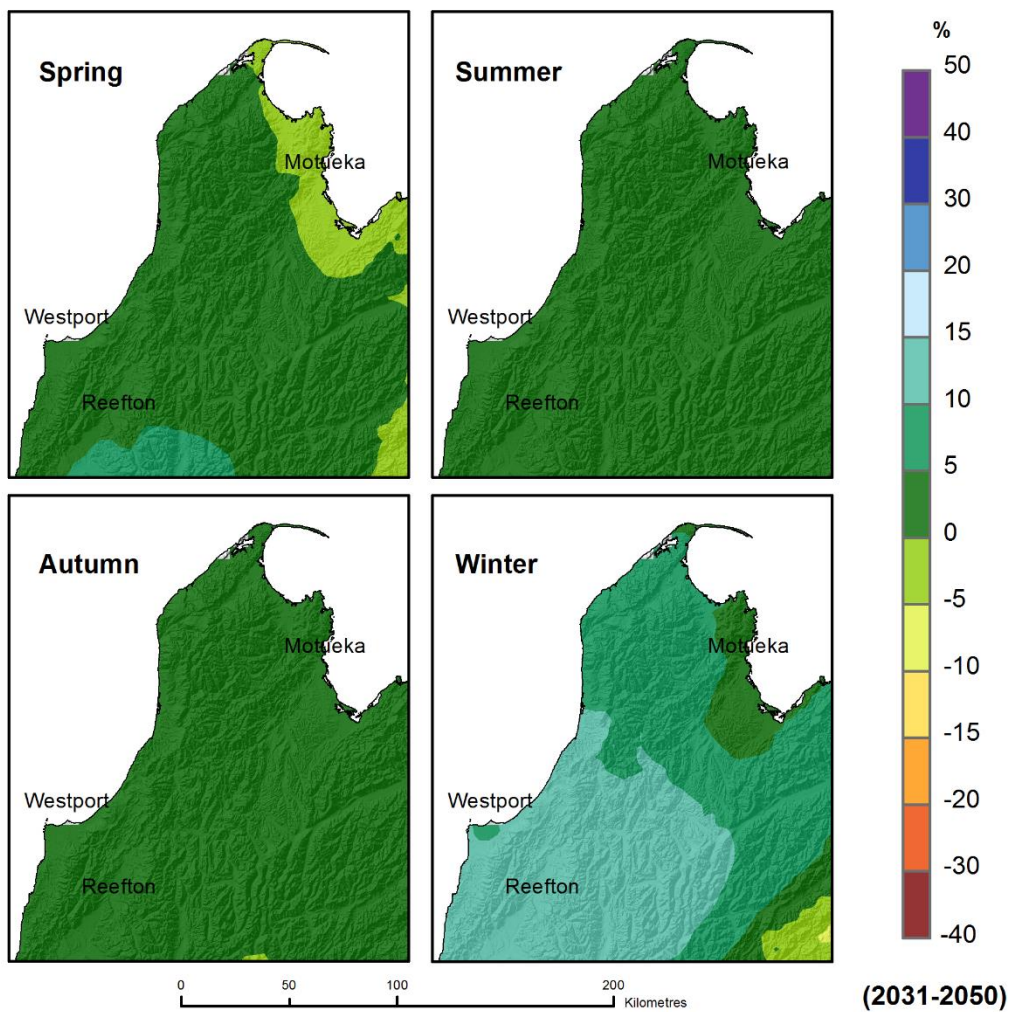 Spring
Motueka
Westport
Reefton
Summer
Motueka
Westport
Reefton
Autumn
Motueka
Westport
Reefton
Winter
Motueka
Westport
Reefton
%
50
40
30
20
15
10
5
0
-5
-10
-15
-20
-30
-40
0 50 100 200
Kilometres
(2031-2050)